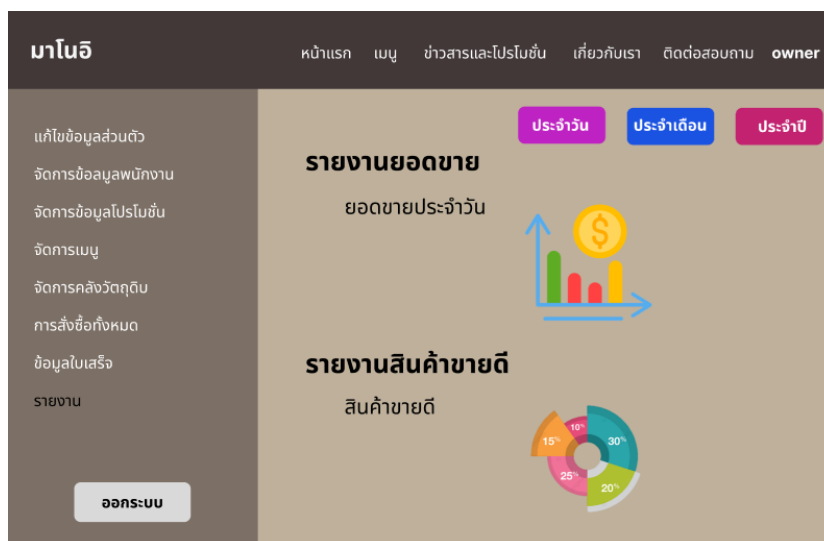 มาโนอิ
หน้าแรก เมนู ข่าวสารและโปรโมชั่น เกี่ยวกับเรา ติดต่อสอบถาม owner
ประจำวัน ประจำเดือน ประจำปี
แก้ไขข้อมูลส่วนตัว
จัดการข้อลมูลพนักงาน
จัดการข้อมูลโปรโมชั่น
จัดการเมนู
จัดการคลังวัตถุดิบ
การสั่งซื้อทั้งหมด
ข้อมูลใบเสร็จ
รายงาน
ออกระบบ
รายงานยอดขาย
ยอดขายประจำวัน
$
รายงานสินค้าขายดี
สินค้าขายดี
10%
15%
30%
25%
20%